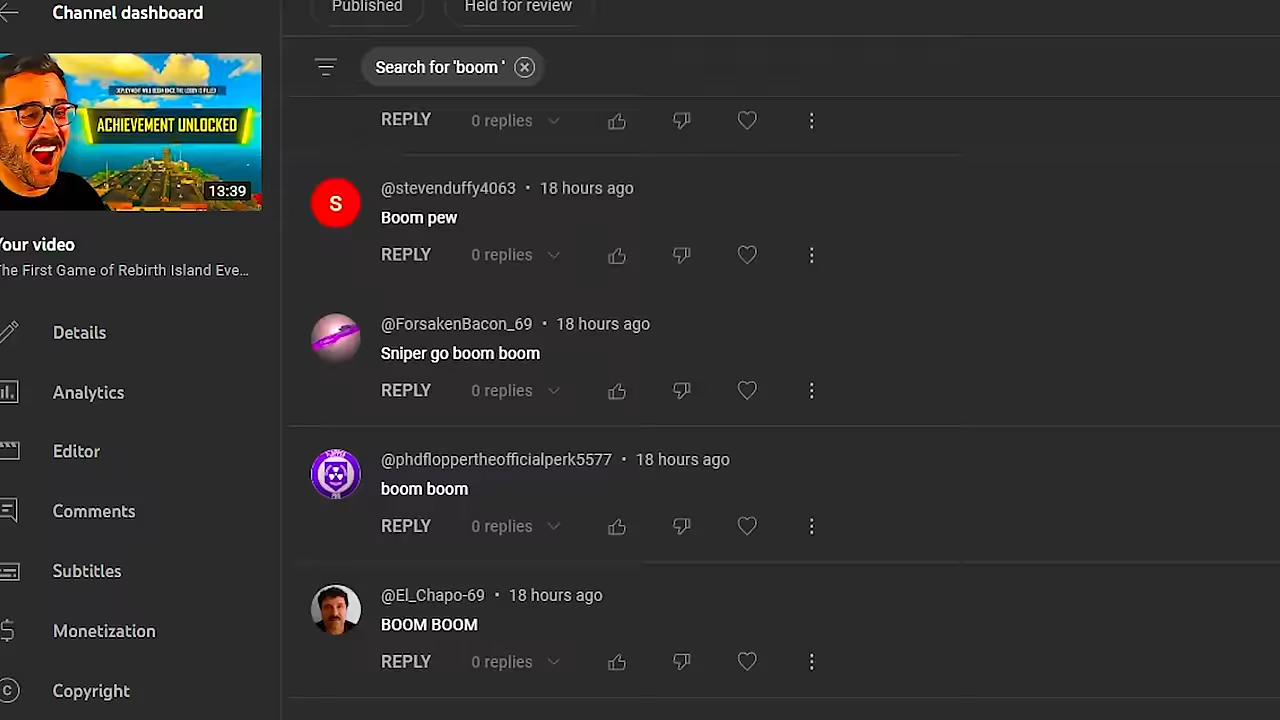 Channel dashboard
Published
Held for review
Search for 'boom '
ACHIEVEMENT UNLOCKED
13:39
Your video
The First Game of Rebirth Island Eve...
Details
Analytics
Editor
Comments
Subtitles
Monetization
Copyright
REPLY 0 replies
S
@stevenduffy4063 • 18 hours ago
Boom pew
REPLY 0 replies
@ForsakenBacon_69 • 18 hours ago
Sniper go boom boom
REPLY 0 replies
@phdfloppertheofficialperk5577 • 18 hours ago
boom boom
REPLY 0 replies
@El_Chapo-69 • 18 hours ago
BOOM BOOM
REPLY 0 replies